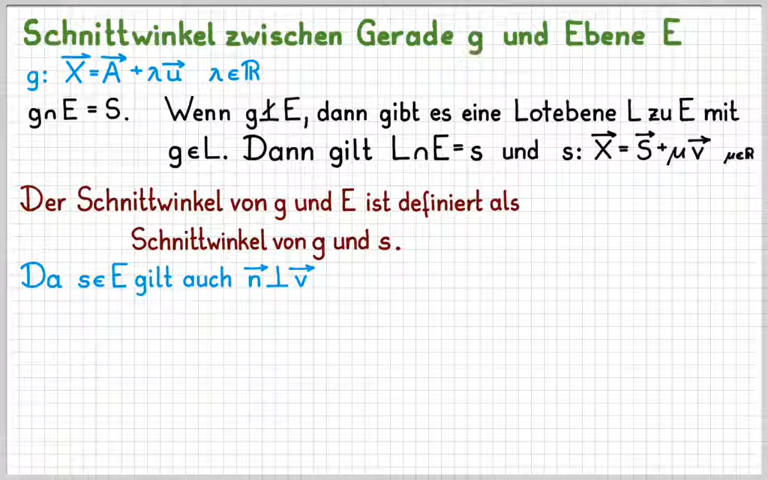 Schnittwinkel zwischen Gerade g und Ebene E
g: X⃗ = A⃗ + λu⃗ λ∈ℝ
g∩E = S. Wenn g⊥̸E, dann gibt es eine Lotebene L zu E mit
g∈L. Dann gilt L∩E = s und s: X⃗ = S⃗ + μv⃗ μ∈ℝ
Der Schnittwinkel von g und E ist definiert als
Schnittwinkel von g und s.
Da s∈E gilt auch n⃗⊥v⃗